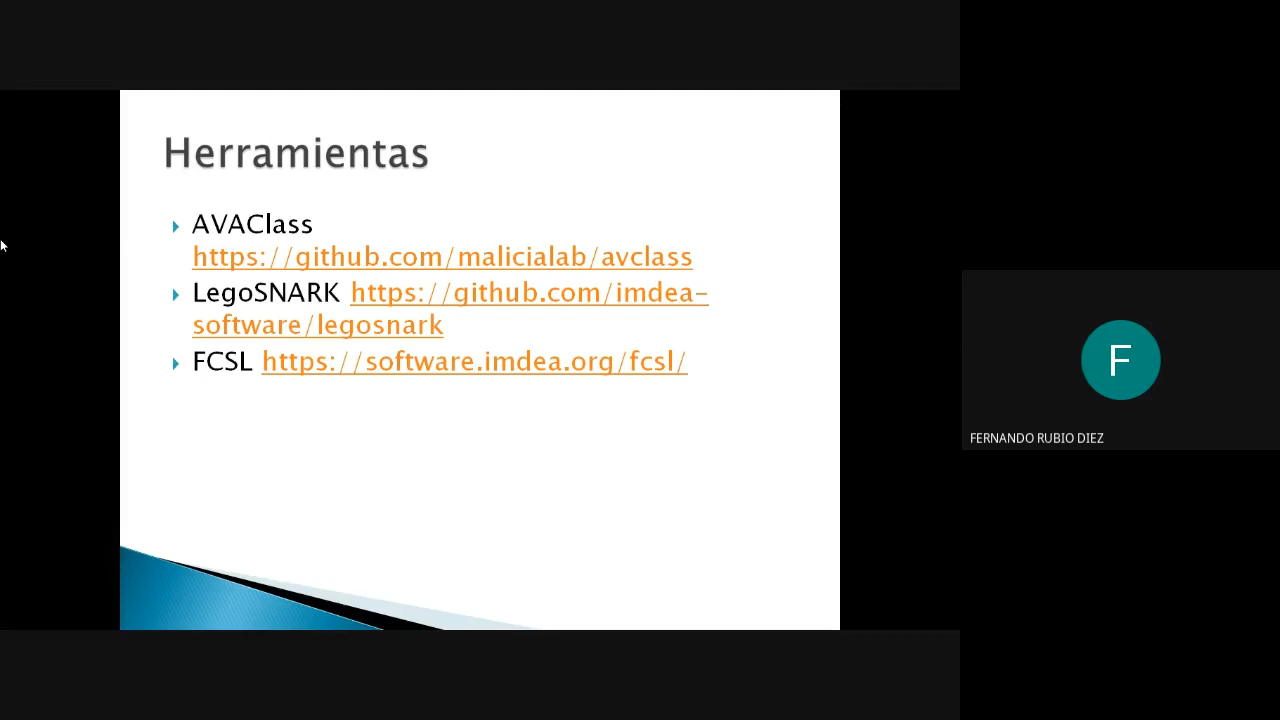 Herramientas
AVAClass
https://github.com/malicialab/avclass
LegoSNARK https://github.com/imdea-
software/legosnark
FCSL https://software.imdea.org/fcsl/
F
FERNANDO RUBIO DIEZ